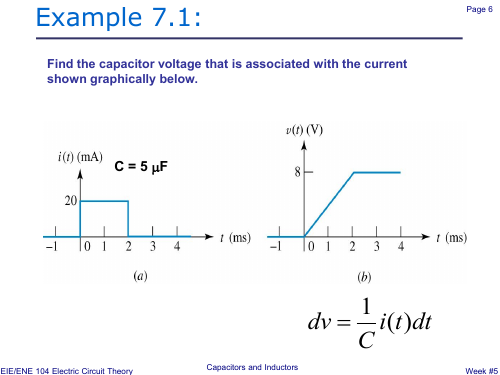 Example 7.1:
Page 6
Find the capacitor voltage that is associated with the current
shown graphically below.
i(t) (mA)
C = 5 μF
20
−1 0 1 2 3 4
t (ms)
(a)
v(t) (V)
8
−1 0 1 2 3 4
t (ms)
(b)
dv = 1/C i(t)dt
EIE/ENE 104 Electric Circuit Theory
Capacitors and Inductors
Week #5